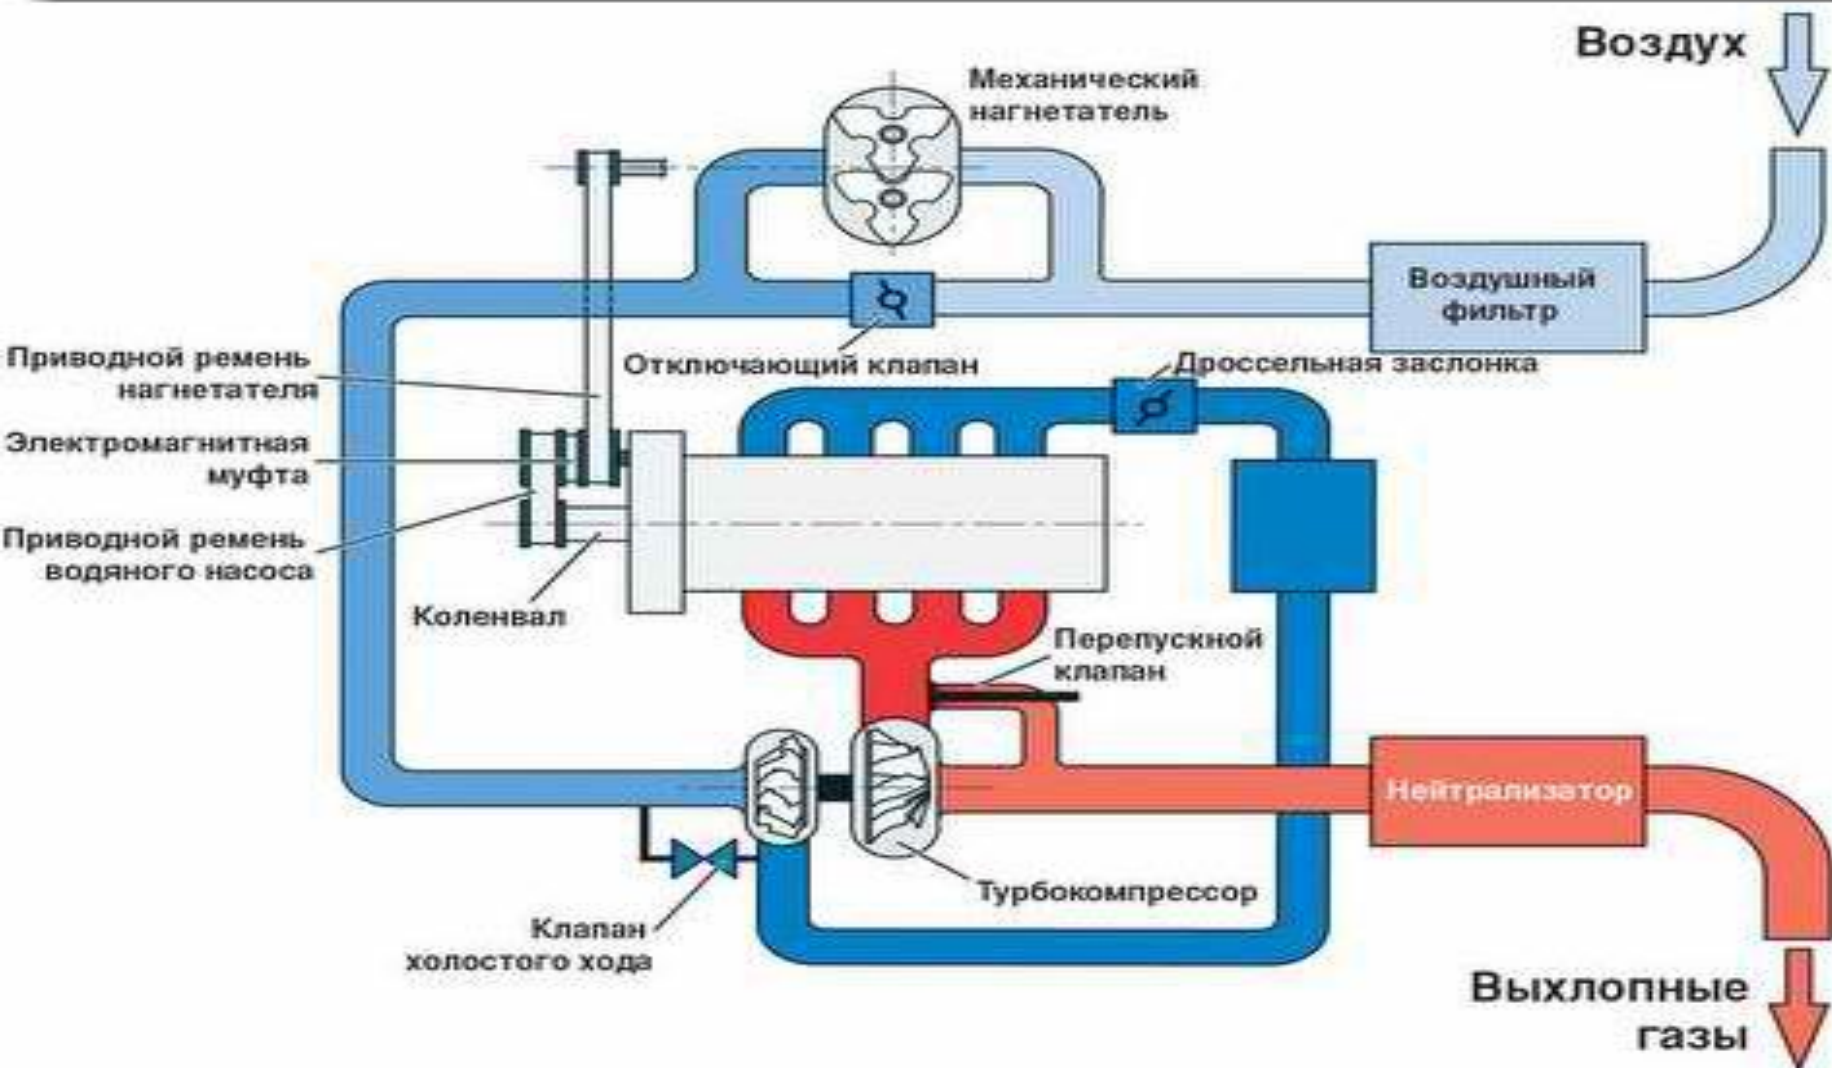 Воздух
Механический
нагнетатель
Воздушный
фильтр
Приводной ремень
нагнетателя
Отключающий клапан
Дроссельная заслонка
Электромагнитная
муфта
Приводной ремень
водяного насоса
Коленвал
Перепускной
клапан
Нейтрализатор
Турбокомпрессор
Клапан
холостого хода
Выхлопные
газы